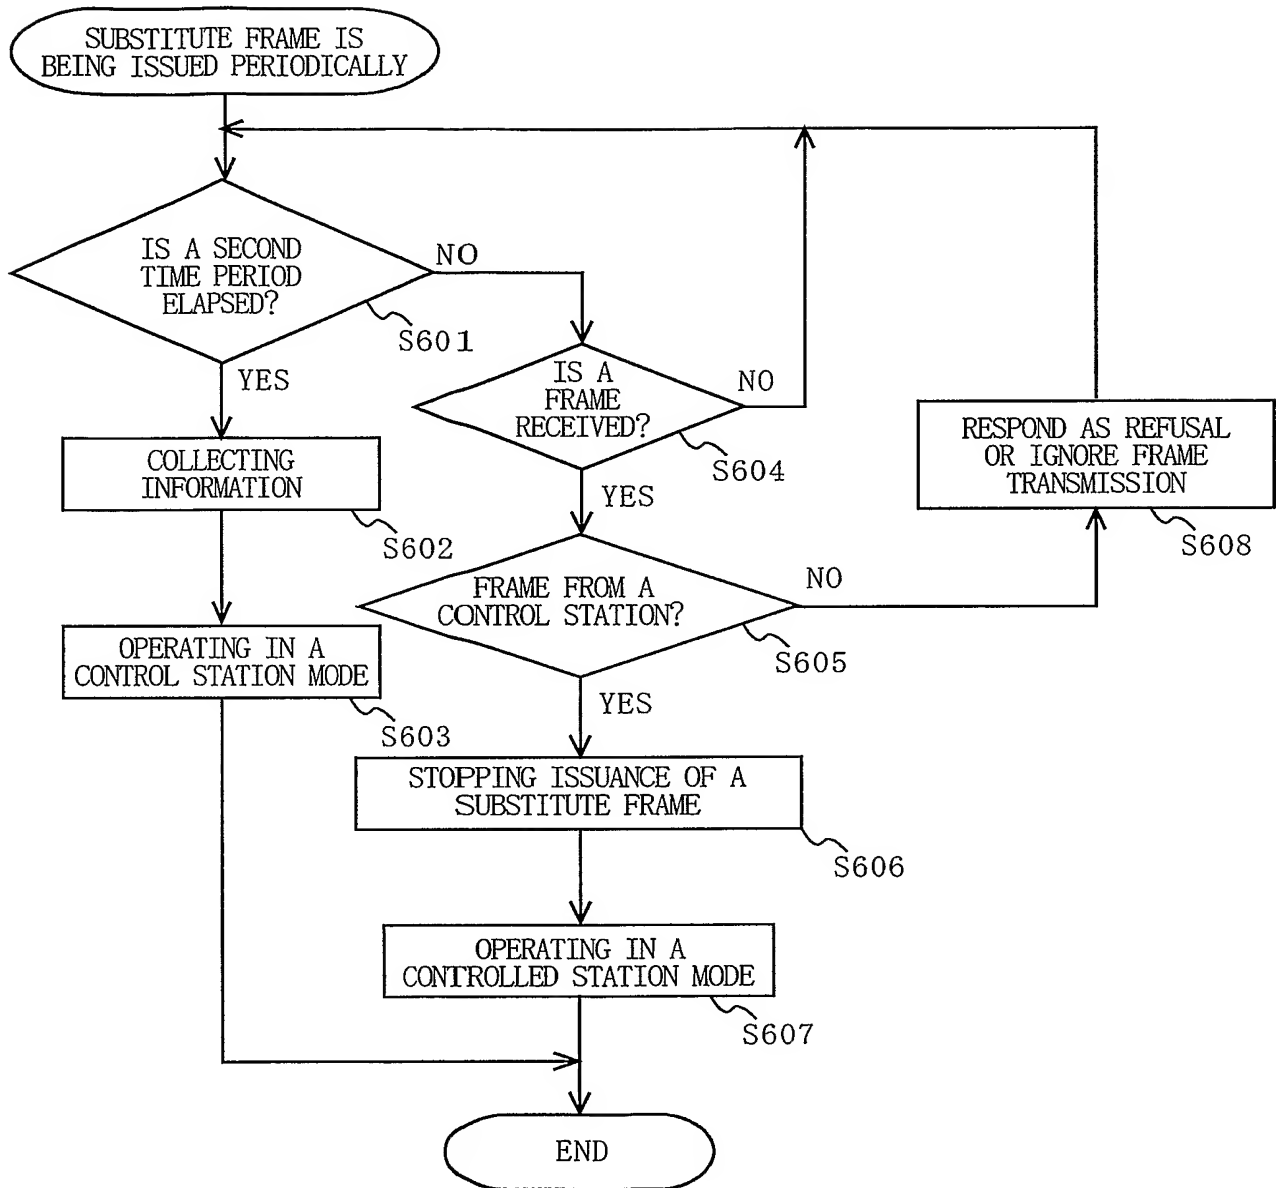 SUBSTITUTE FRAME IS
BEING ISSUED PERIODICALLY
IS A SECOND
TIME PERIOD
ELAPSED?
NO
S601
YES
IS A
FRAME
RECEIVED?
NO
S604
YES
COLLECTING
INFORMATION
S602
RESPOND AS REFUSAL
OR IGNORE FRAME
TRANSMISSION
S608
FRAME FROM A
CONTROL STATION?
NO
S605
YES
OPERATING IN A
CONTROL STATION MODE
S603
STOPPING ISSUANCE OF A
SUBSTITUTE FRAME
S606
OPERATING IN A
CONTROLLED STATION MODE
S607
END